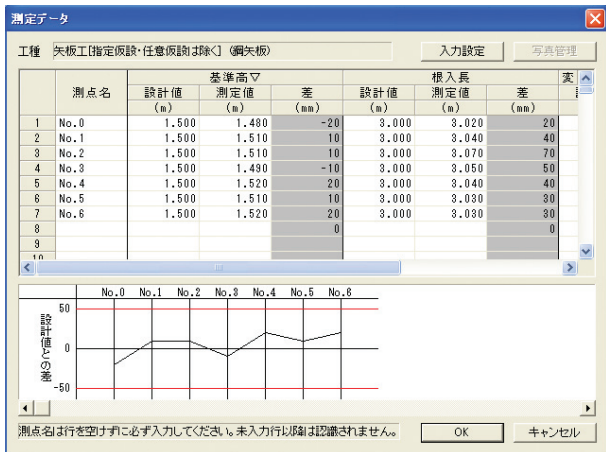 測定データ
工種 矢板工[指定仮設・任意仮設は除く] (鋼矢板) 入力設定 写真管理
基準高▽ 根入長 変
測点名 設計値 測定値 差 設計値 測定値 差
(m) (m) (mm) (m) (m) (mm)
1 No.0 1.500 1.480 -20 3.000 3.020 20
2 No.1 1.500 1.510 10 3.000 3.040 40
3 No.2 1.500 1.510 10 3.000 3.070 70
4 No.3 1.500 1.490 -10 3.000 3.050 50
5 No.4 1.500 1.520 20 3.000 3.040 40
6 No.5 1.500 1.510 10 3.000 3.030 30
7 No.6 1.500 1.520 20 3.000 3.030 30
8 0 0
9
10
No.0 No.1 No.2 No.3 No.4 No.5 No.6
設計値との差
50
0
-50
測点名は行を空けずに必ず入力してください。未入力行以降は認識されません。 OK キャンセル